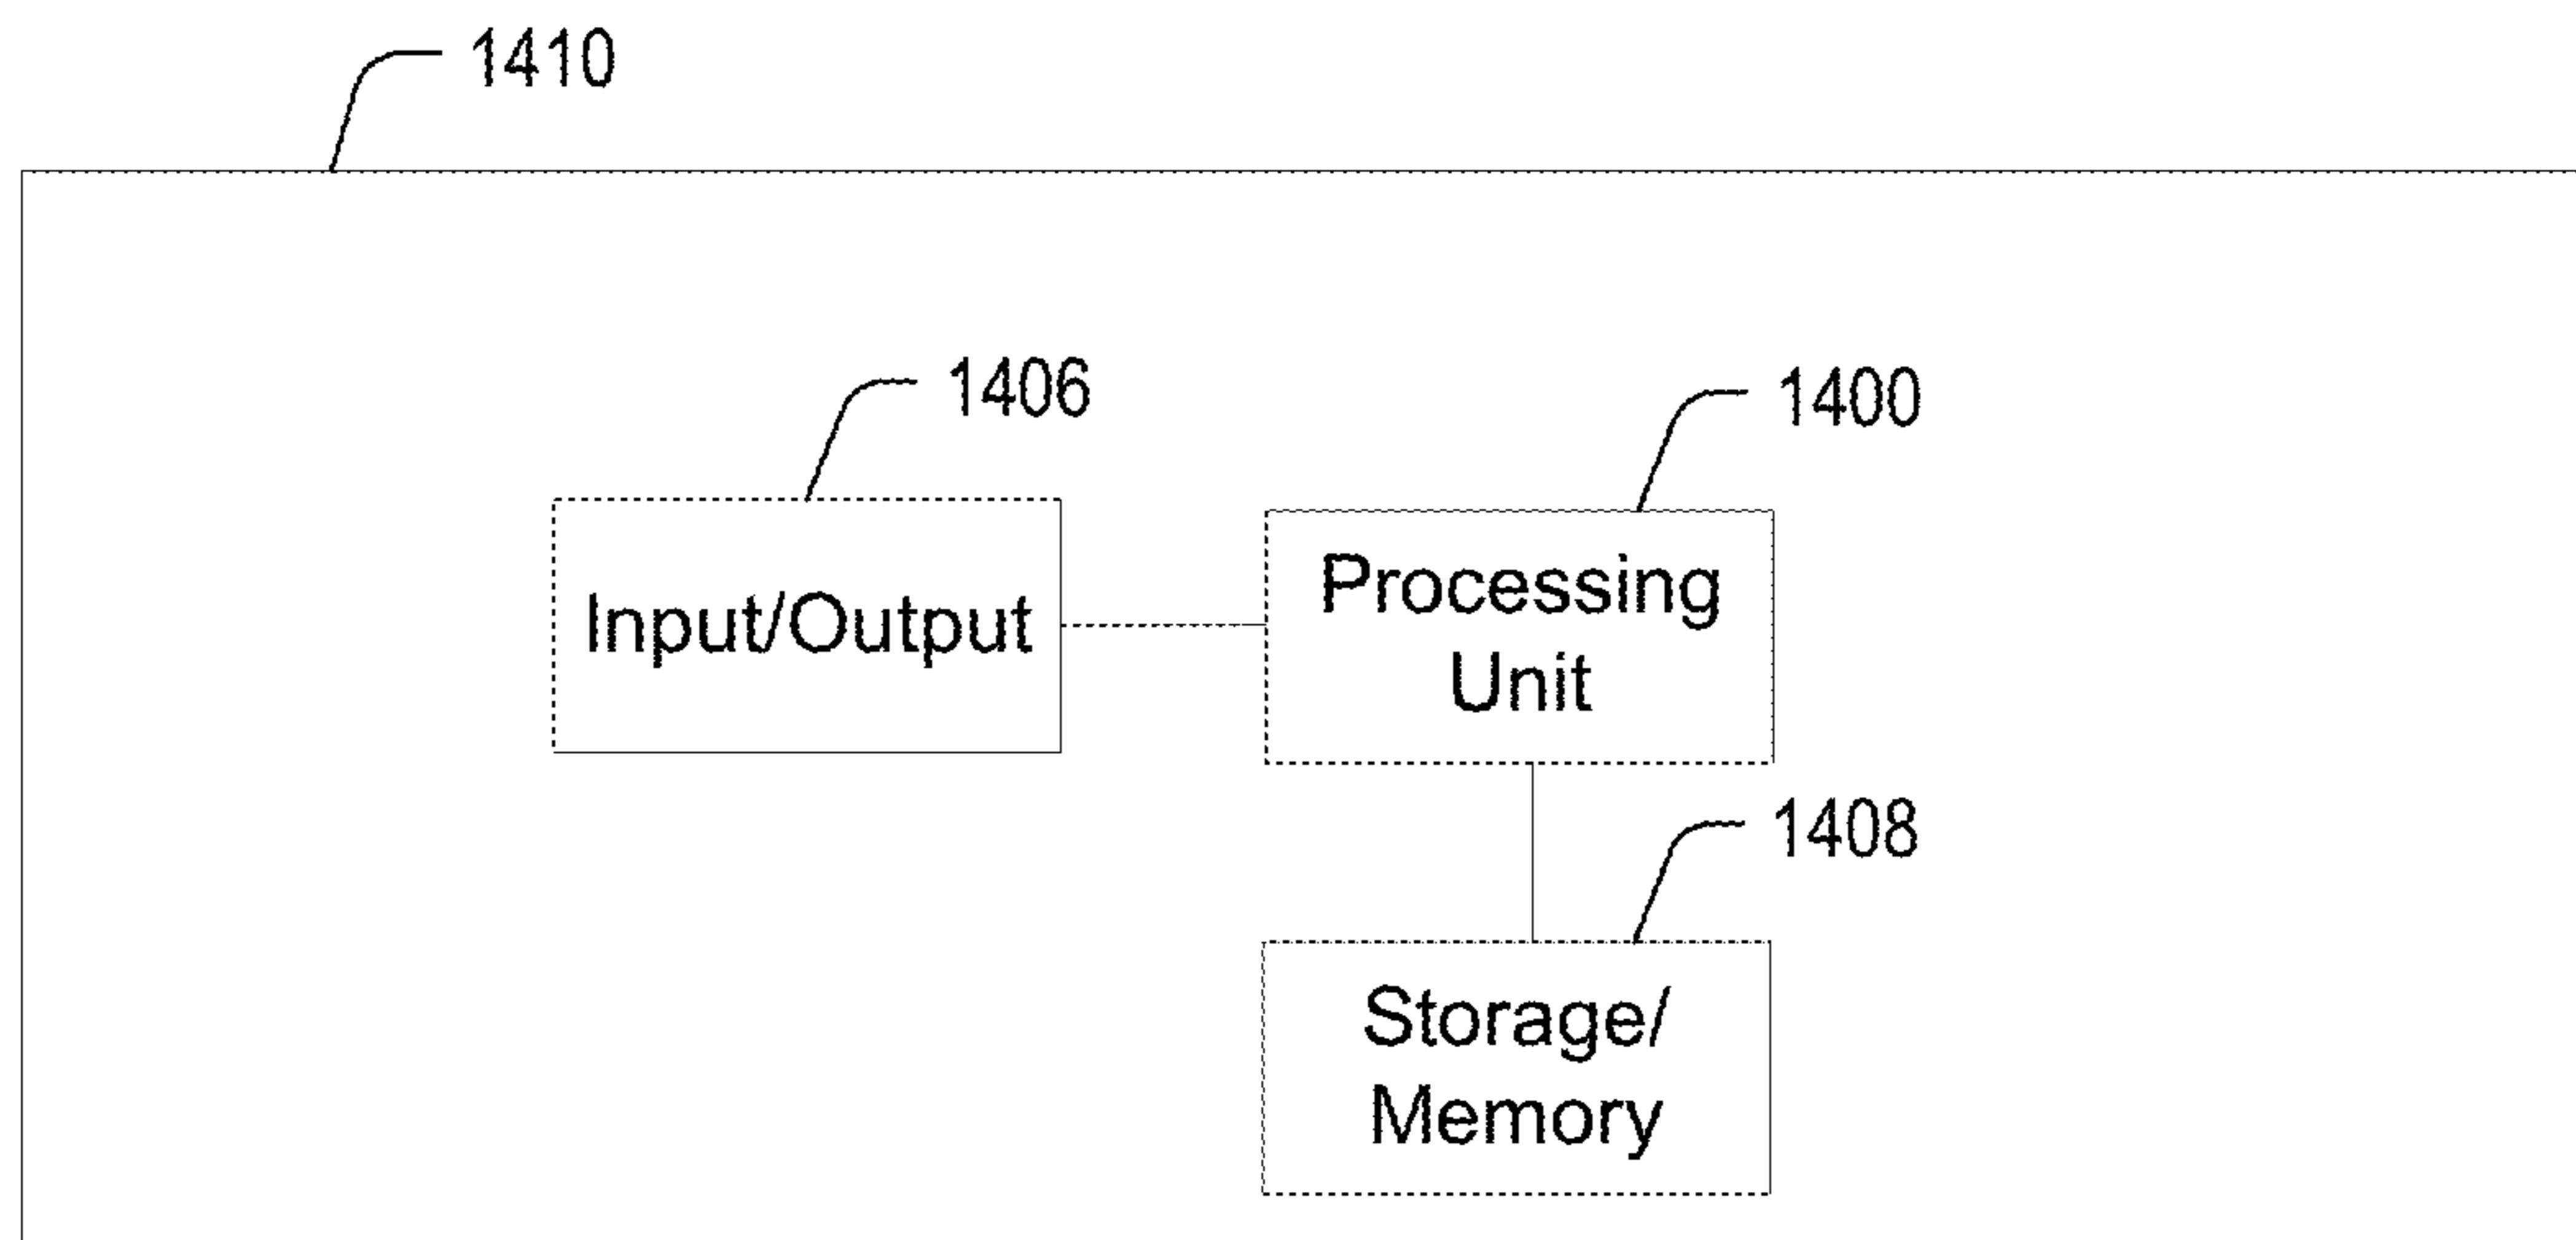 1410
1406
1400
Input/Output
Processing
Unit
1408
Storage/
Memory